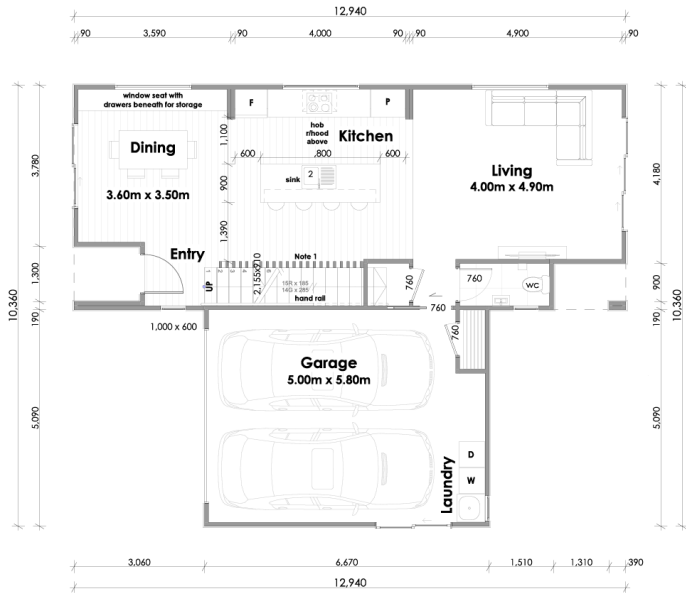 12,940
90 3,590 90 4,000 90 90 4,900 90
window seat with
drawers beneath for storage
F
P
hob
r/hood
above
Kitchen
Dining
1,100
600 ,800 600
3,780
4,180
Living
4.00m x 4.90m
3.60m x 3.50m
900
sink
2
1,390
Entry
Note 1
1,300
UP
2,155x910
15R x 185
14G x 285
hand rail
760
760
WC
900
760
10,360
10,360
190
190
1,000 x 600
760
Garage
5.00m x 5.80m
5,090
5,090
Laundry
D
W
3,060 6,670 1,510 1,310 390
12,940